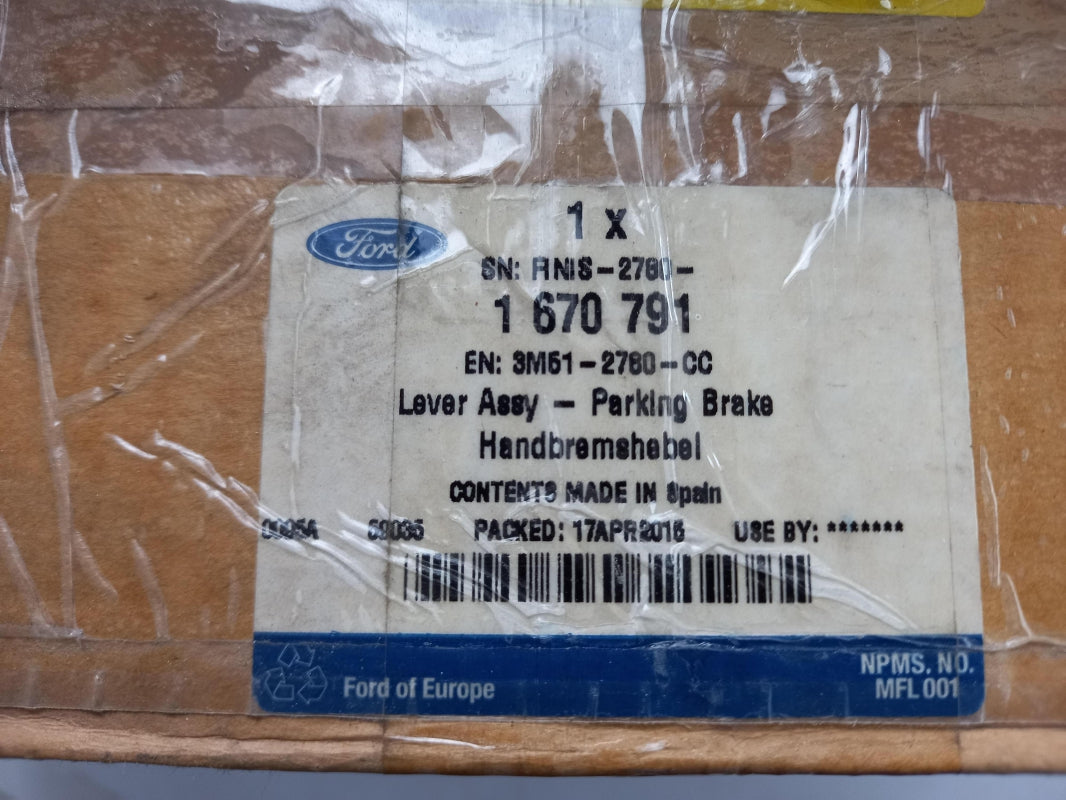 Ford
1 x
SN: FINIS-2780-
1 670 791
EN: 3M51-2780-CC
Lever Assy - Parking Brake
Handbremshebel
CONTENTS MADE IN Spain
PACKED: 17APR2015 USE BY: *******
Ford of Europe
NPMS. NO.
MFL 001